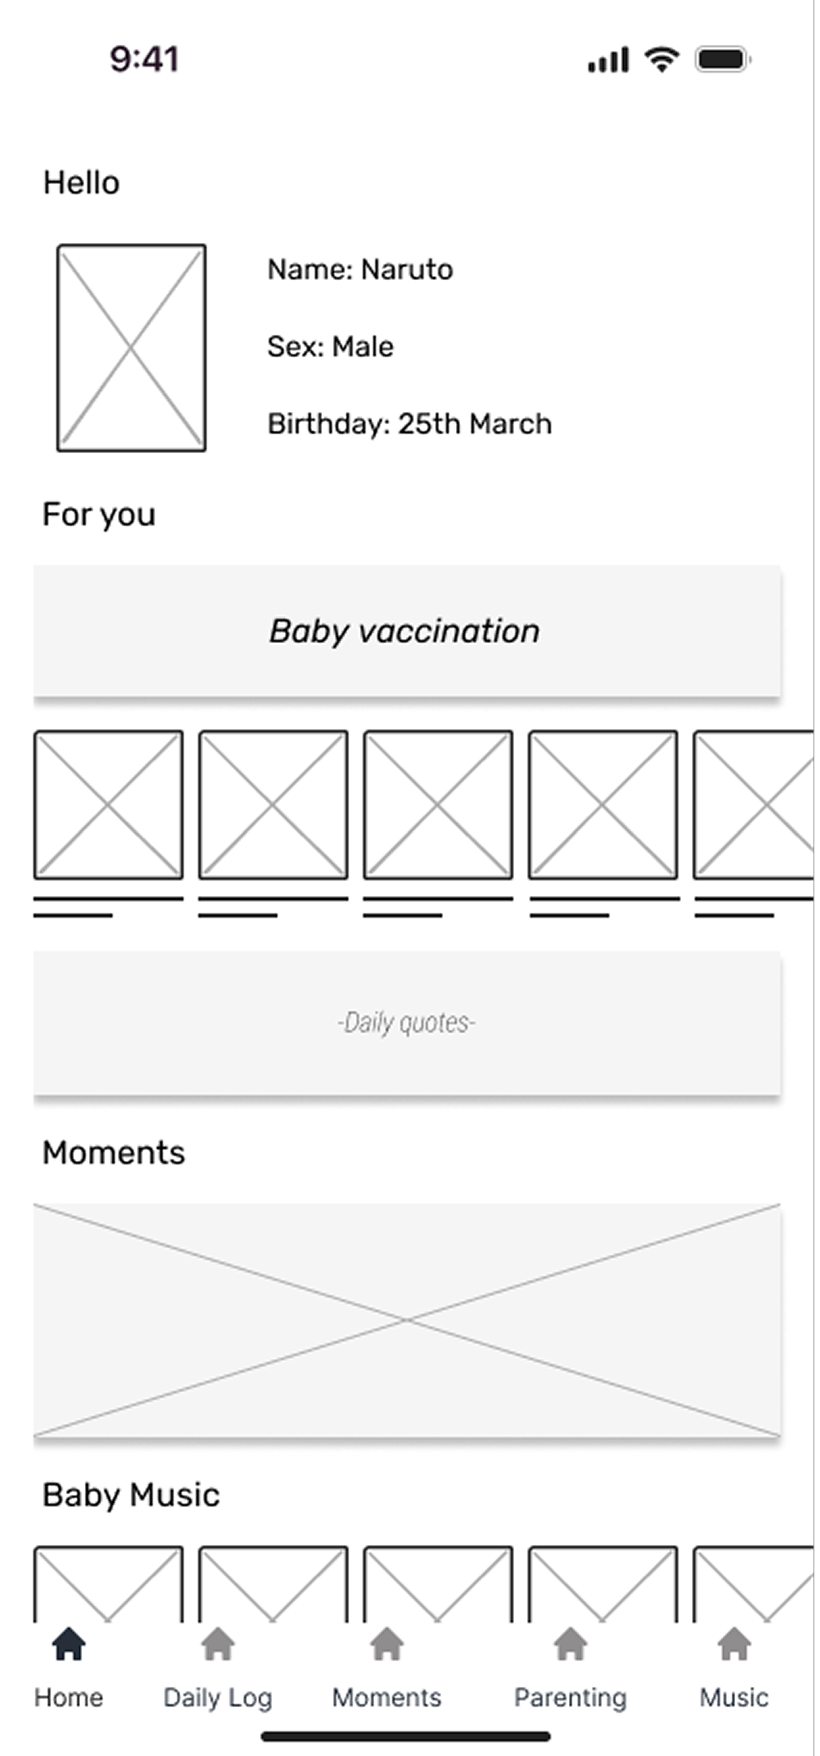 9:41
Hello
Name: Naruto
Sex: Male
Birthday: 25th March
For you
Baby vaccination
-Daily quotes-
Moments
Baby Music
Home Daily Log Moments Parenting Music